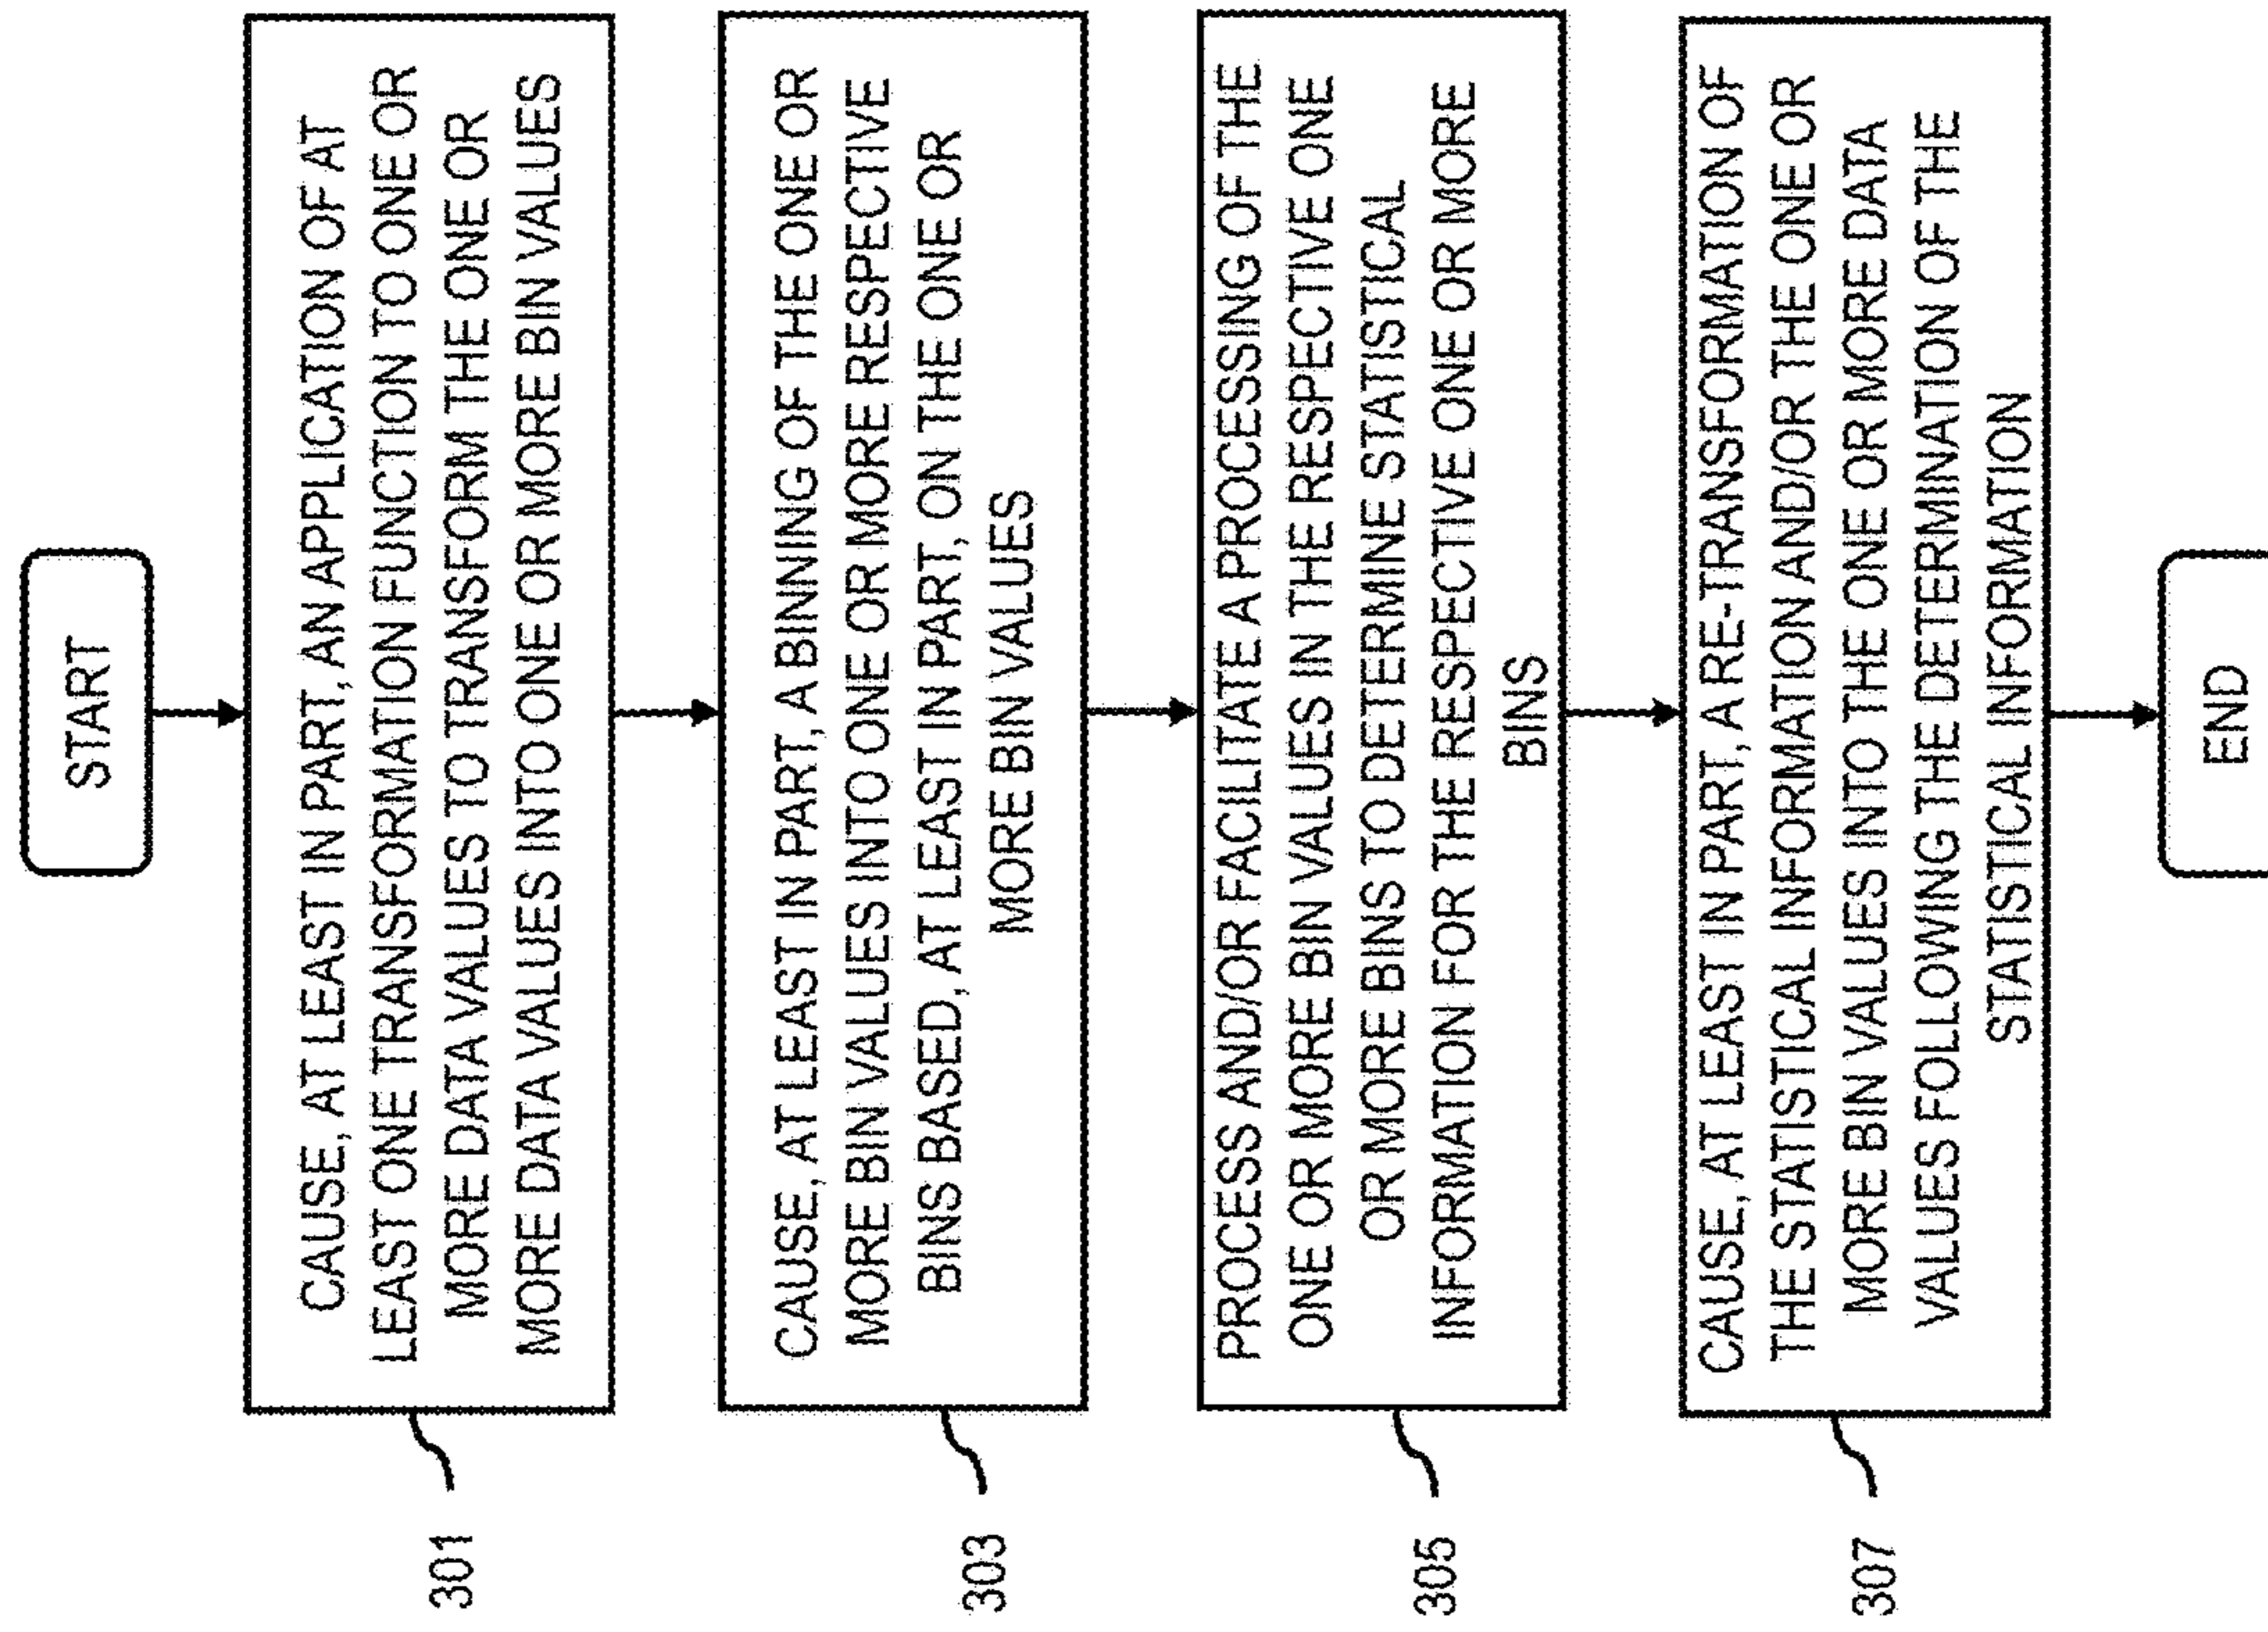 START
CAUSE, AT LEAST IN PART, AN APPLICATION OF AT
LEAST ONE TRANSFORMATION FUNCTION TO ONE OR
MORE DATA VALUES TO TRANSFORM THE ONE OR
MORE DATA VALUES INTO ONE OR MORE BIN VALUES
301
CAUSE, AT LEAST IN PART, A BINNING OF THE ONE OR
MORE BIN VALUES INTO ONE OR MORE RESPECTIVE
BINS BASED, AT LEAST IN PART, ON THE ONE OR
MORE BIN VALUES
303
PROCESS AND/OR FACILITATE A PROCESSING OF THE
ONE OR MORE BIN VALUES IN THE RESPECTIVE ONE
OR MORE BINS TO DETERMINE STATISTICAL
INFORMATION FOR THE RESPECTIVE ONE OR MORE
BINS
305
CAUSE, AT LEAST IN PART, A RE-TRANSFORMATION OF
THE STATISTICAL INFORMATION AND/OR THE ONE OR
MORE BIN VALUES INTO THE ONE OR MORE DATA
VALUES FOLLOWING THE DETERMINATION OF THE
STATISTICAL INFORMATION
307
END